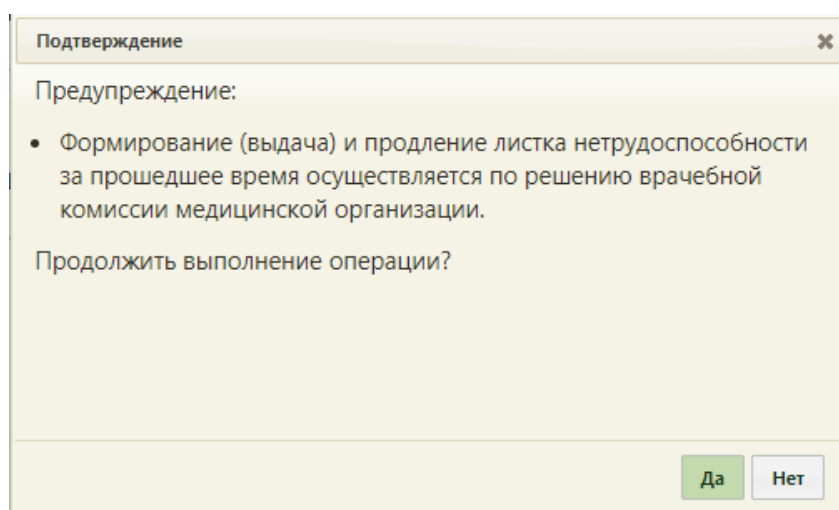 Подтверждение
Предупреждение:
• Формирование (выдача) и продление листка нетрудоспособности
за прошедшее время осуществляется по решению врачебной
комиссии медицинской организации.
Продолжить выполнение операции?
Да Нет